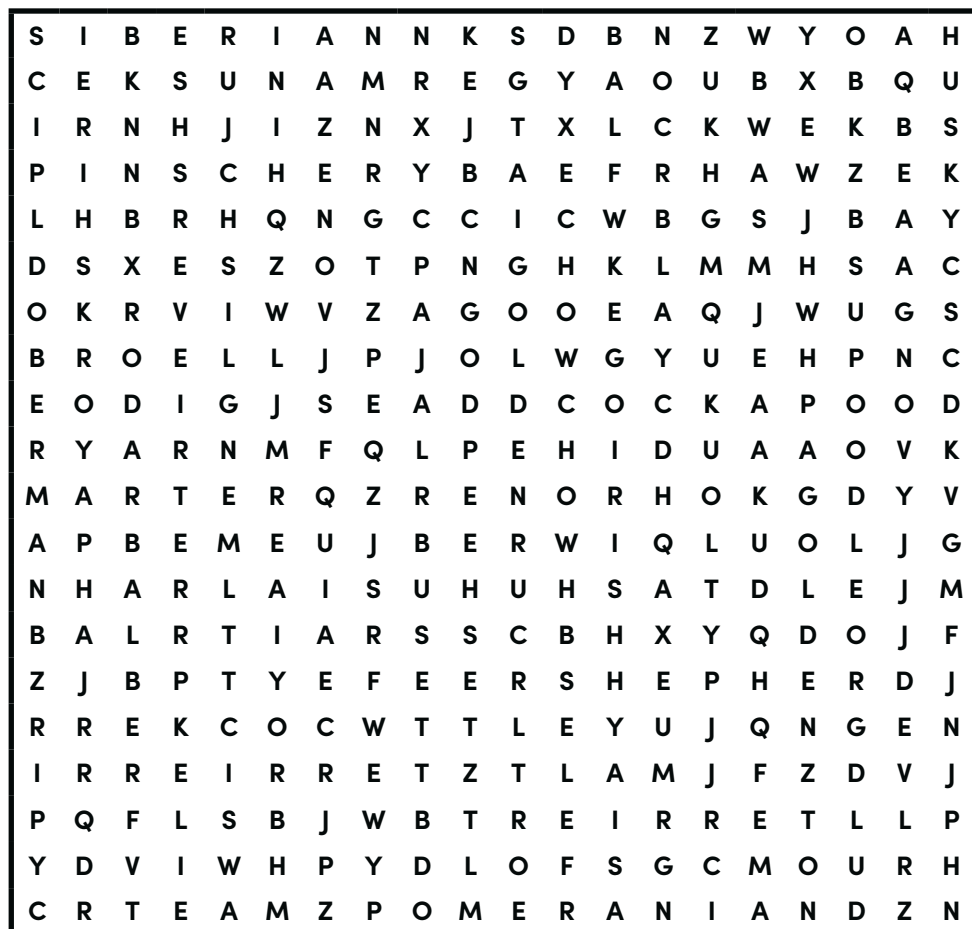 S I B E R I A N N K S D B N Z W Y O A H
C E K S U N A M R E G Y A O U B X B Q U
I R N H J I Z N X J T X L C K W E K B S
P I N S C H E R Y B A E F R H A W Z E K
L H B R H Q N G C C I C W B G S J B A Y
D S X E S Z O T P N G H K L M M H S A C
O K R V I W V Z A G O O E A Q J W U G S
B R O E L L J P J O L W G Y U E H P N C
E O D I G J S E A D D C O C K A P O O D
R Y A R N M F Q L P E H I D U A A O V K
M A R T E R Q Z R E N O R H O K G D Y V
A P B E M E U J B E R W I Q L U O L J G
N H A R L A I S U H U H S A T D L E J M
B A L R T I A R S S C B H X Y Q D O J F
Z J B P T Y E F E E R S H E P H E R D J
R R E K C O C W T T L E Y U J Q N G E N
I R R E I R R E T Z T L A M J F Z D V J
P Q F L S B J W B T R E I R R E T L L P
Y D V I W H P Y D L O F S G C M O U R H
C R T E A M Z P O M E R A N I A N D Z N